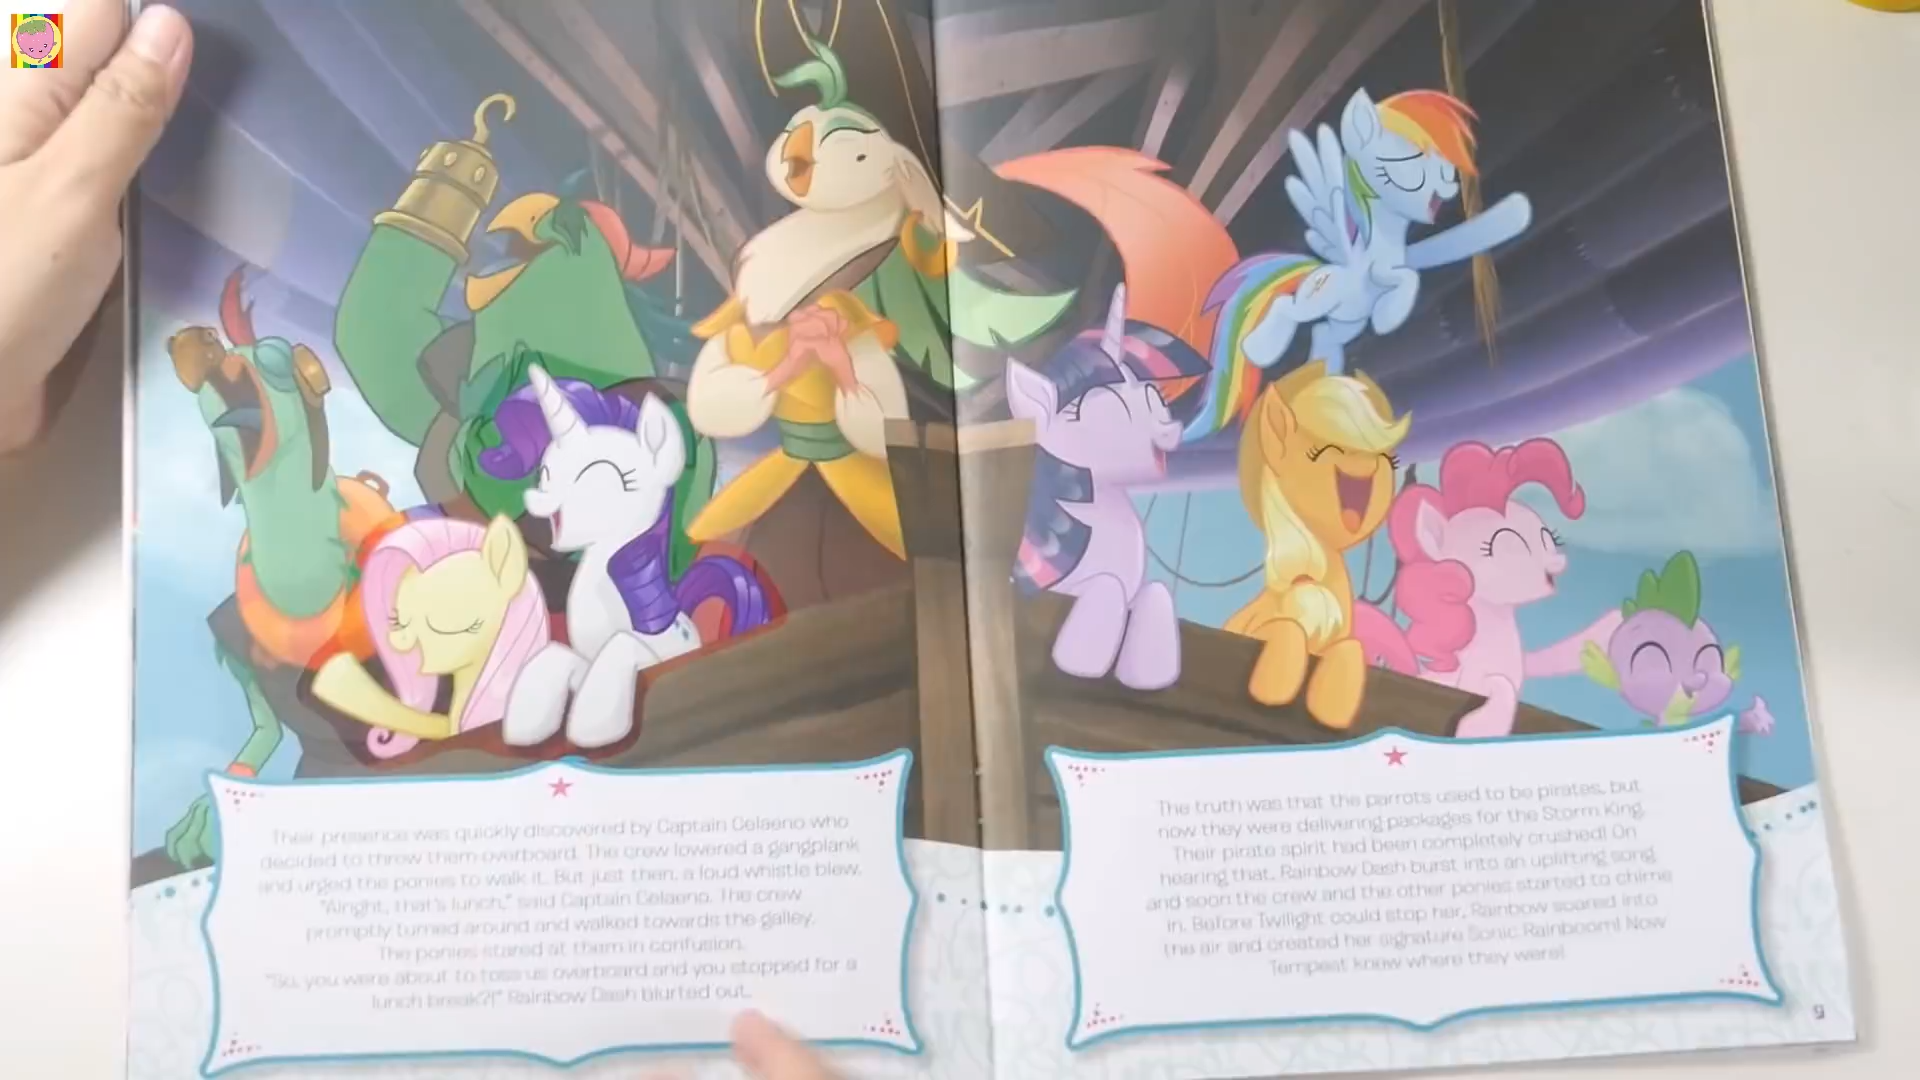 Their presence was quickly discovered by Captain Celaeno who
decided to throw them overboard. The crew lowered a gangplank
and urged the ponies to walk it. But just then, a loud whistle blew.
"Alright, that's lunch," said Captain Celaeno. The crew
promptly turned around and walked towards the galley.
The ponies stared at them in confusion.
"So, you were about to toss us overboard and you stopped for a
lunch break?!" Rainbow Dash blurted out.
The truth was that the parrots used to be pirates, but
now they were delivering packages for the Storm King.
Their pirate spirit had been completely crushed! On
hearing that, Rainbow Dash burst into an uplifting song
and soon the crew and the other ponies started to chime
in. Before Twilight could stop her, Rainbow soared into
the air and created her signature Sonic Rainboom! Now
Tempest knew where they were!
9